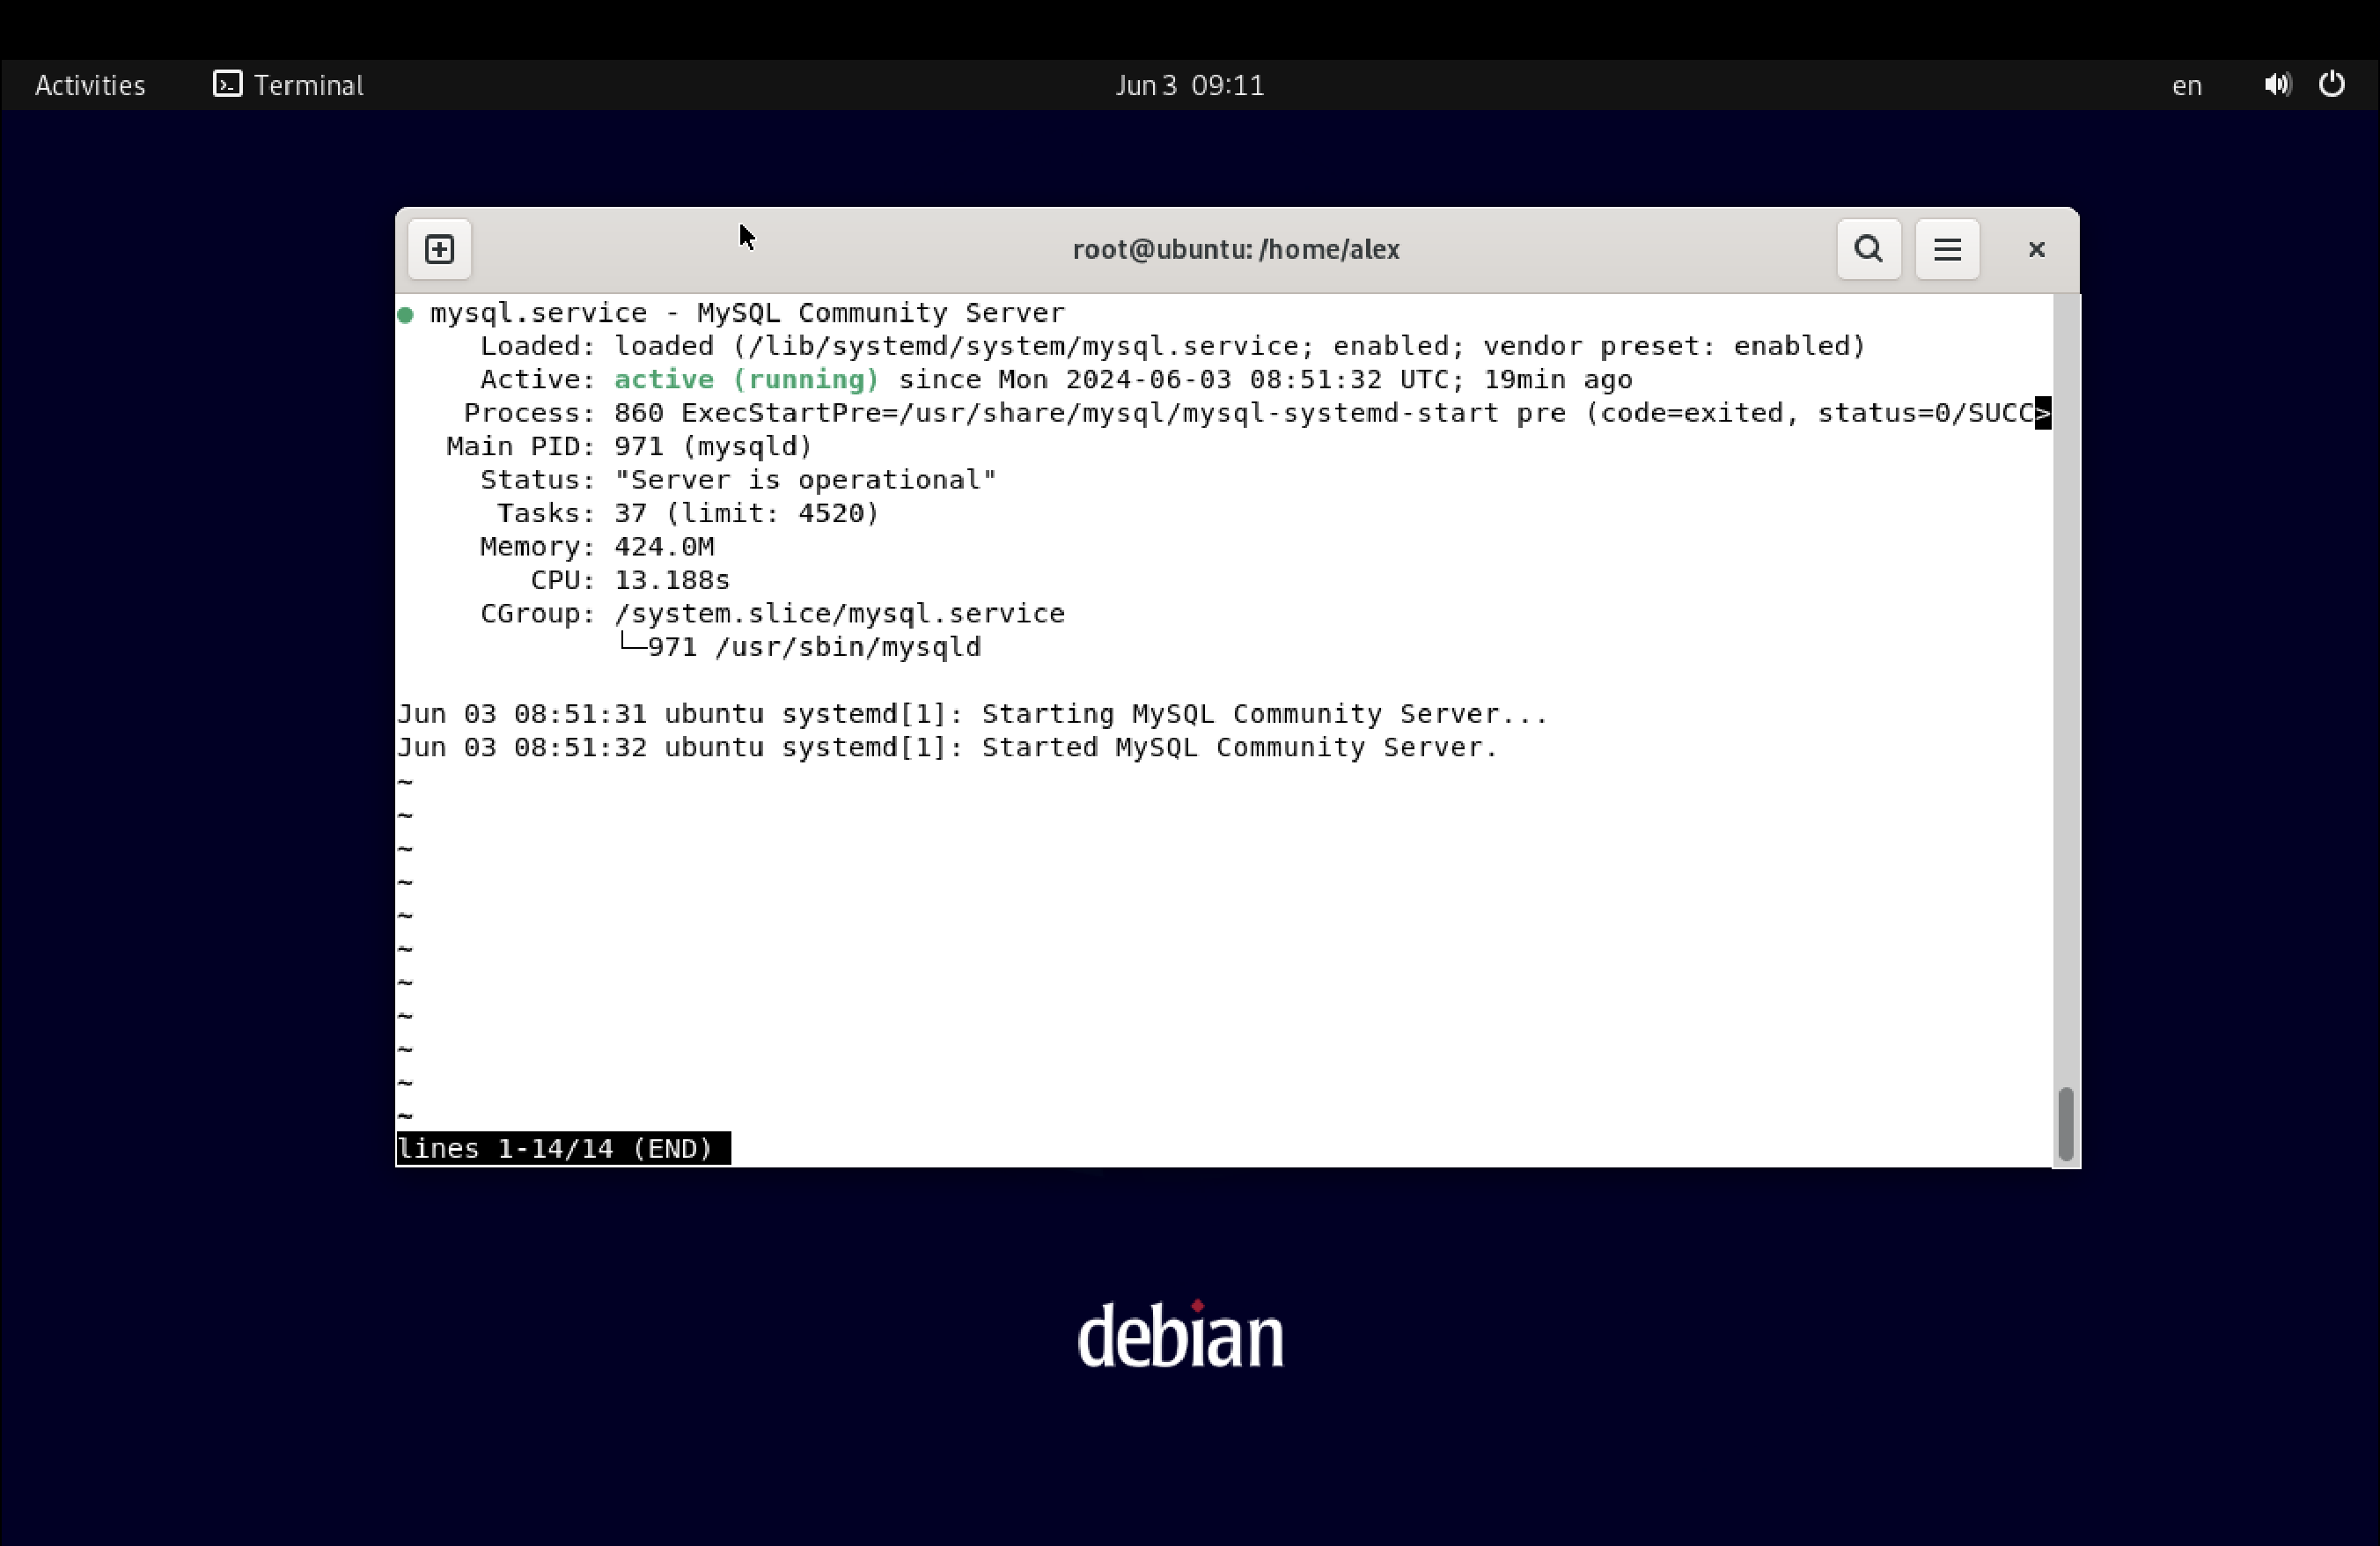 Activities Terminal Jun 3 09:11 en
root@ubuntu: /home/alex
● mysql.service - MySQL Community Server
Loaded: loaded (/lib/systemd/system/mysql.service; enabled; vendor preset: enabled)
Active: active (running) since Mon 2024-06-03 08:51:32 UTC; 19min ago
Process: 860 ExecStartPre=/usr/share/mysql/mysql-systemd-start pre (code=exited, status=0/SUCC>
Main PID: 971 (mysqld)
Status: "Server is operational"
Tasks: 37 (limit: 4520)
Memory: 424.0M
CPU: 13.188s
CGroup: /system.slice/mysql.service
└─971 /usr/sbin/mysqld
Jun 03 08:51:31 ubuntu systemd[1]: Starting MySQL Community Server...
Jun 03 08:51:32 ubuntu systemd[1]: Started MySQL Community Server.
~
~
~
~
~
~
~
~
~
~
~
lines 1-14/14 (END)
debian